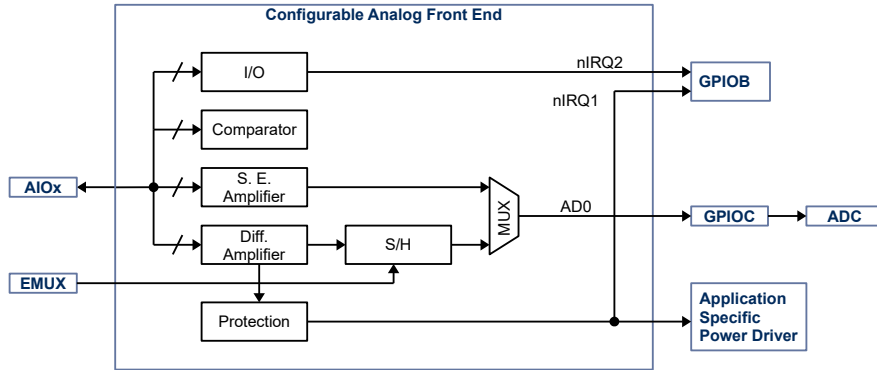 Configurable Analog Front End
I/O
nIRQ2
GPIOB
nIRQ1
Comparator
AIOx
S. E.
Amplifier
MUX
AD0
GPIOC
ADC
Diff.
Amplifier
S/H
EMUX
Protection
Application
Specific
Power Driver